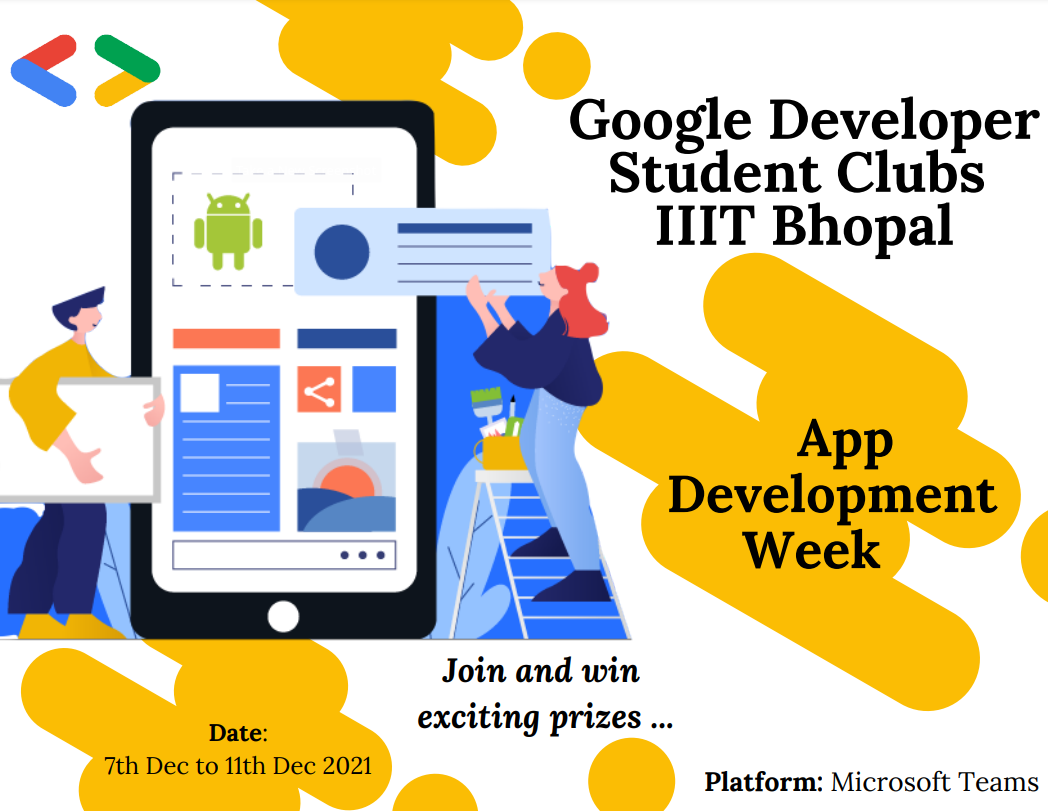 Google Developer
Student Clubs
IIIT Bhopal
App
Development
Week
Join and win
exciting prizes ...
Date:
7th Dec to 11th Dec 2021
Platform: Microsoft Teams